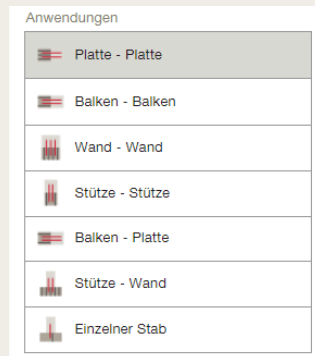 Anwendungen
Platte - Platte
Balken - Balken
Wand - Wand
Stütze - Stütze
Balken - Platte
Stütze - Wand
Einzelner Stab